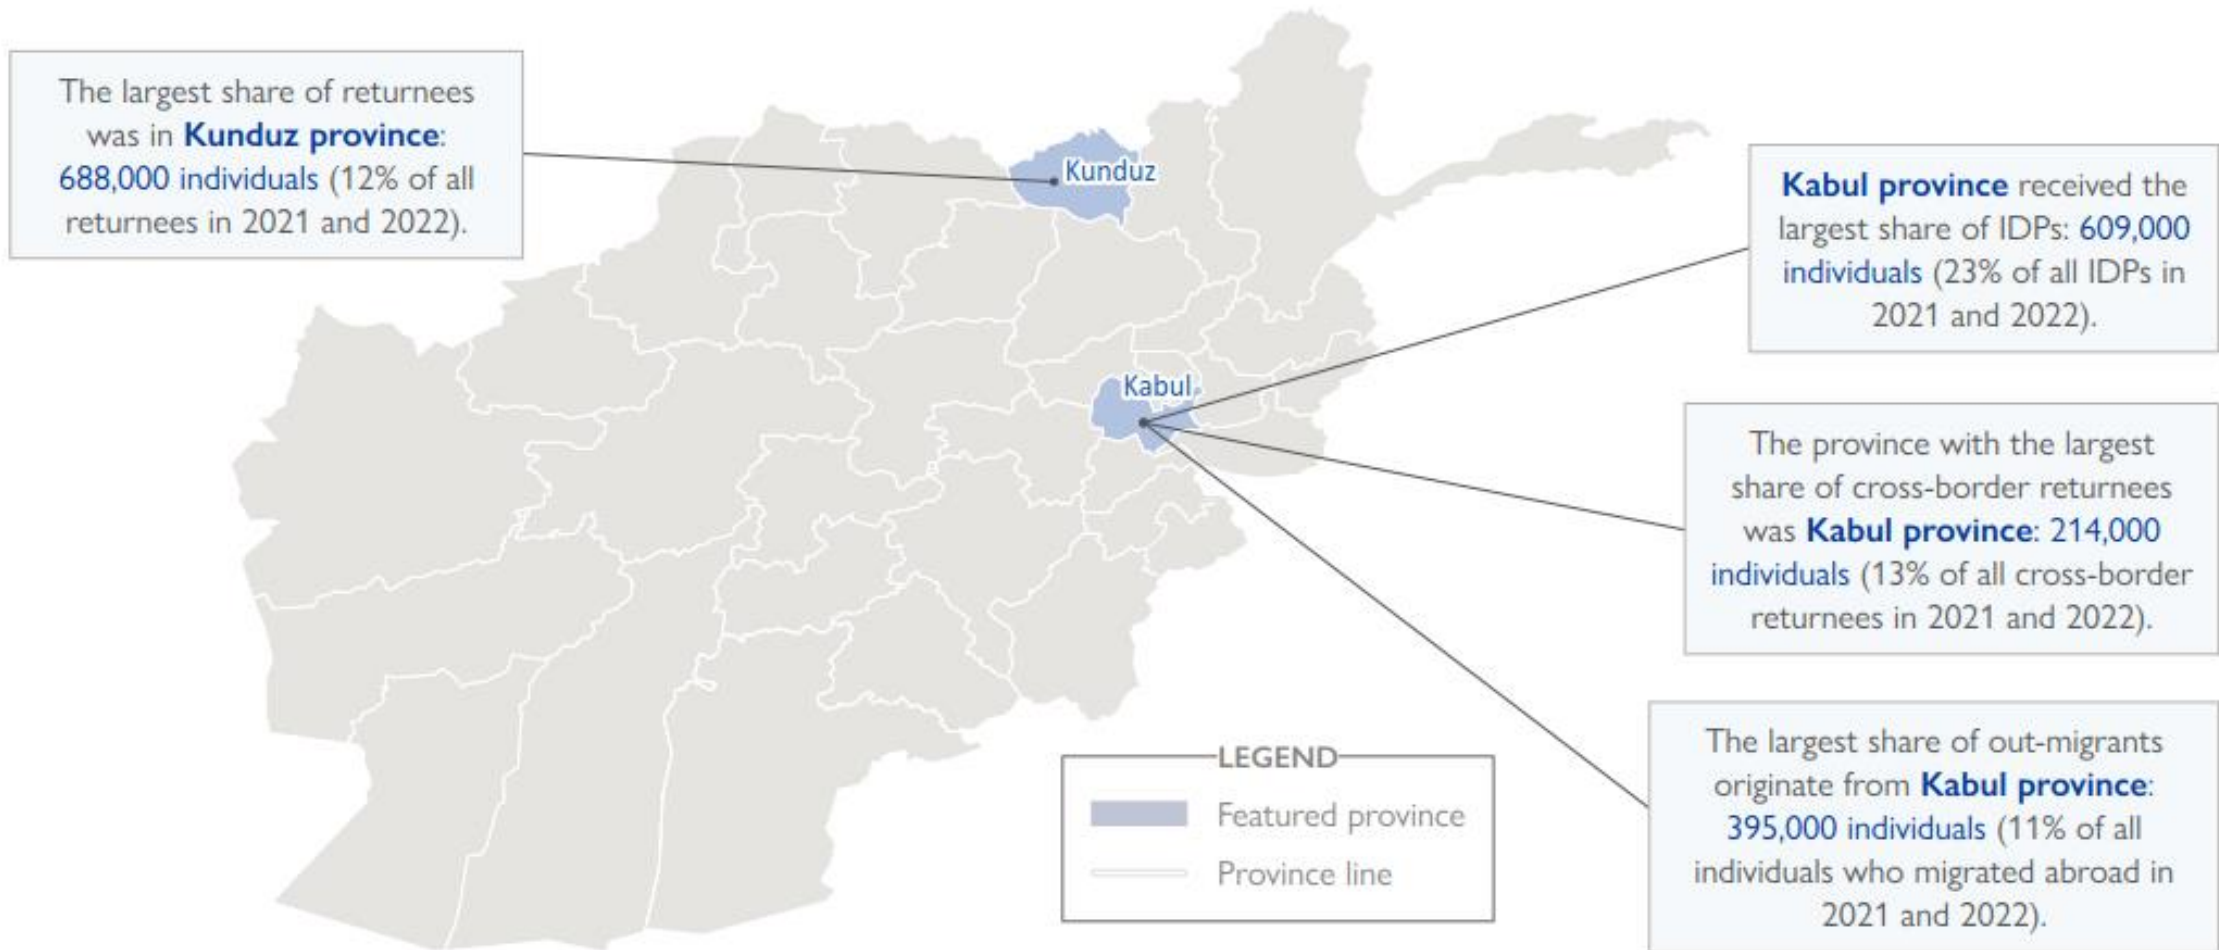 The largest share of returnees
was in Kunduz province:
688,000 individuals (12% of all
returnees in 2021 and 2022).
Kunduz
Kabul province received the
largest share of IDPs: 609,000
individuals (23% of all IDPs in
2021 and 2022).
Kabul
The province with the largest
share of cross-border returnees
was Kabul province: 214,000
individuals (13% of all cross-border
returnees in 2021 and 2022).
The largest share of out-migrants
originate from Kabul province:
395,000 individuals (11% of all
individuals who migrated abroad in
2021 and 2022).
LEGEND
Featured province
Province line